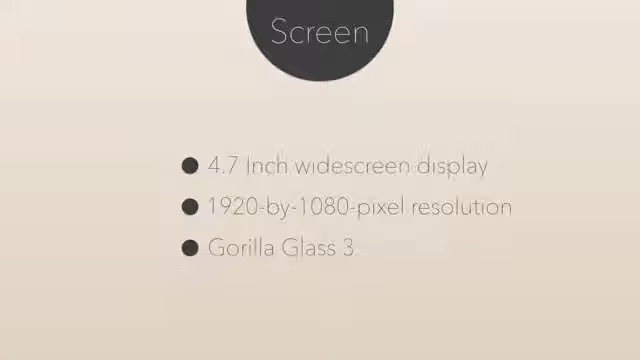 Screen
4.7 Inch widescreen display
1920-by-1080-pixel resolution
Gorilla Glass 3